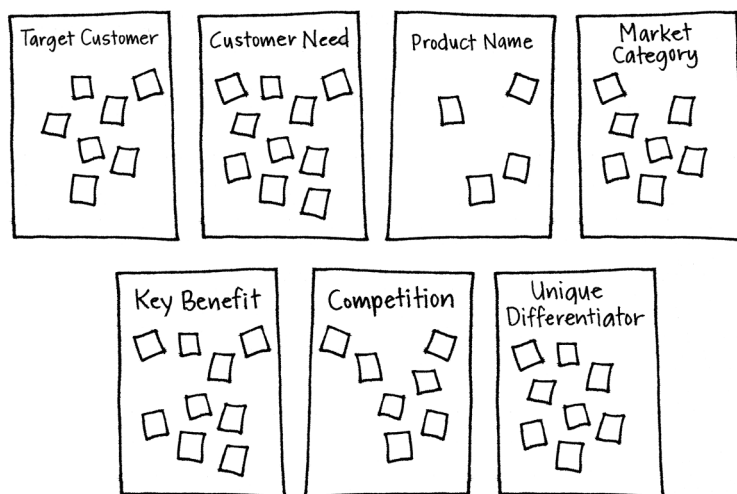 Target Customer
Customer Need
Product Name
Market
Category
Key Benefit
Competition
Unique
Differentiator